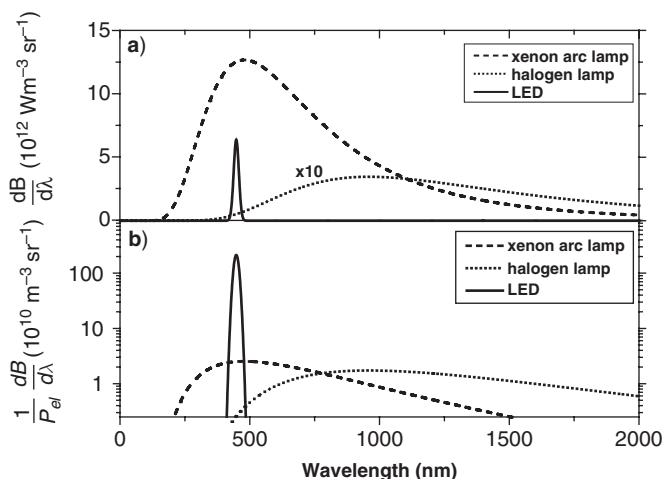 a)
15
10
5
0
dB/dλ (10¹² Wm⁻³ sr⁻¹)
xenon arc lamp
halogen lamp
LED
x10
b)
100
10
1
1/P_el dB/dλ (10¹⁰ m⁻³ sr⁻¹)
xenon arc lamp
halogen lamp
LED
0 500 1000 1500 2000
Wavelength (nm)